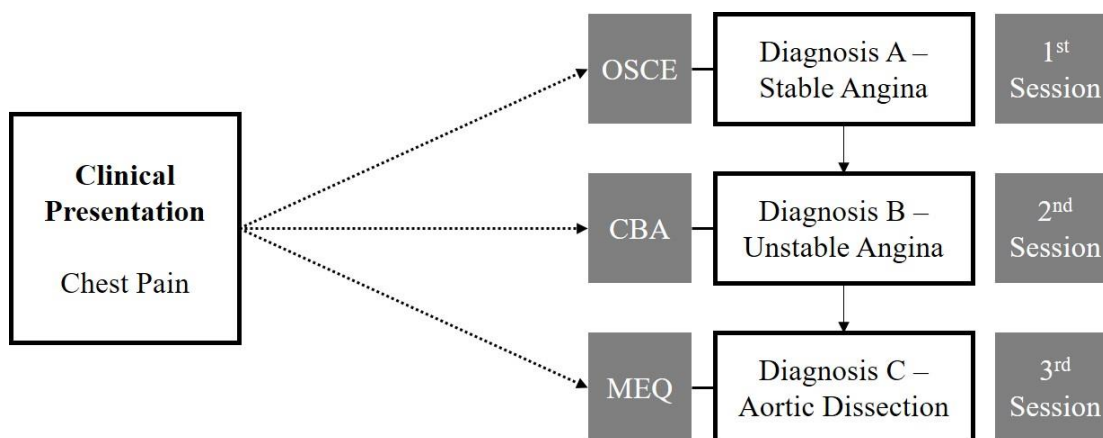 Clinical
Presentation
Chest Pain
OSCE
Diagnosis A –
Stable Angina
1st
Session
CBA
Diagnosis B –
Unstable Angina
2nd
Session
MEQ
Diagnosis C –
Aortic Dissection
3rd
Session